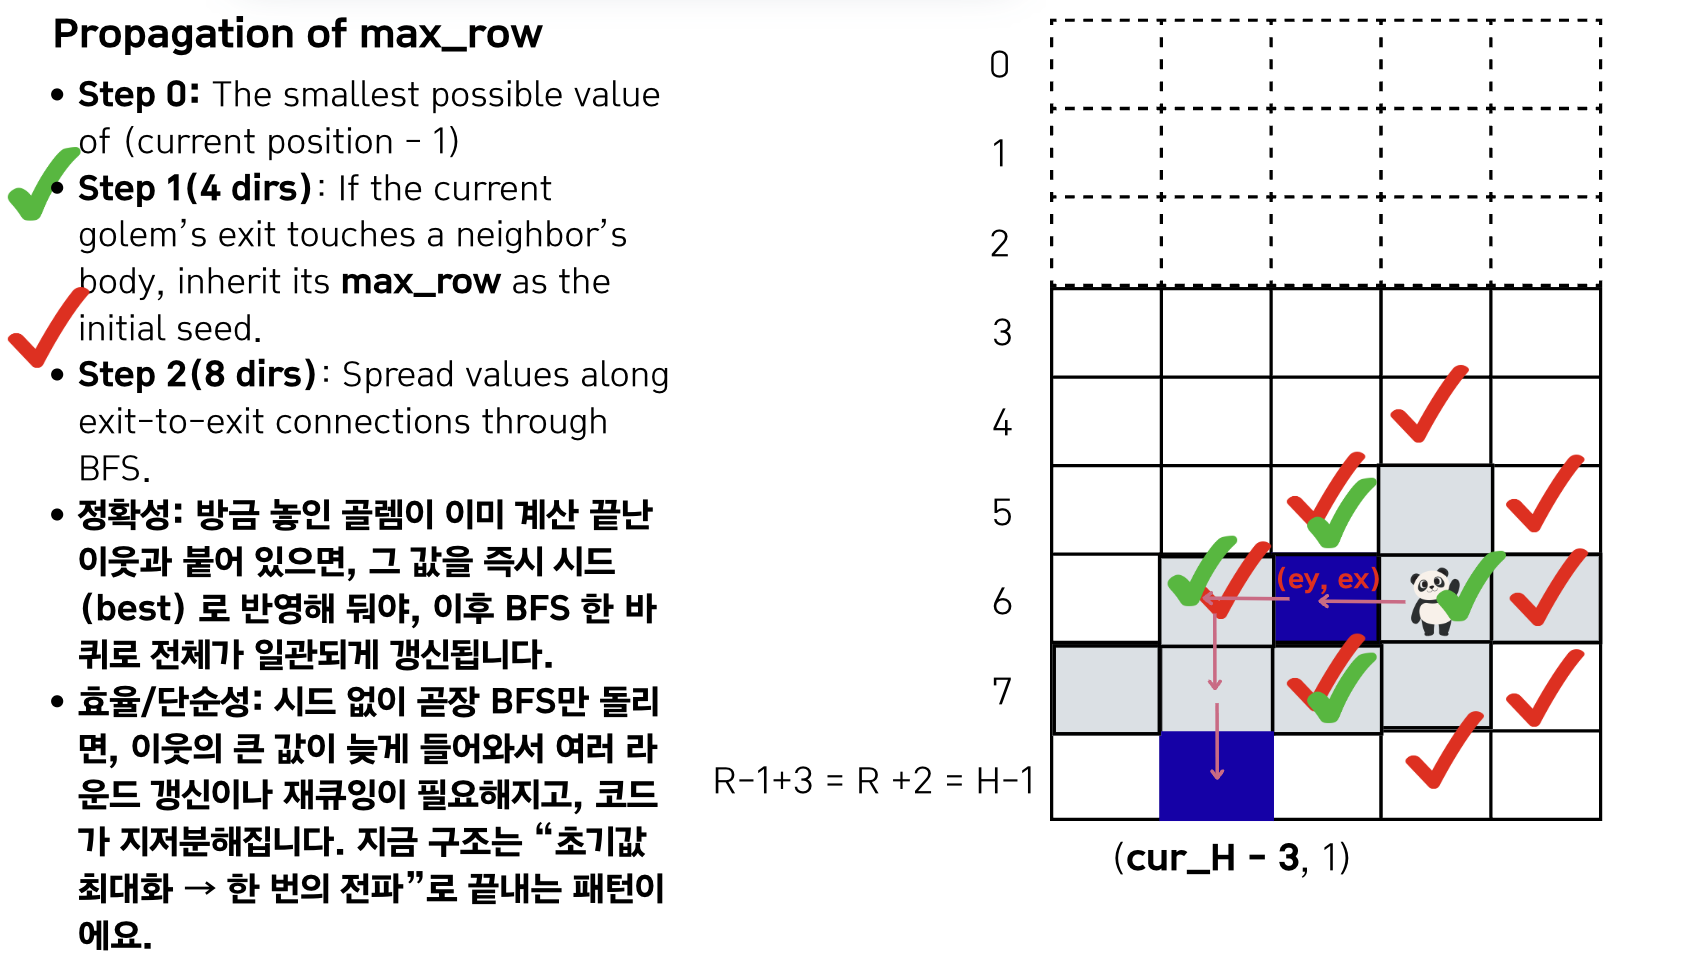 Propagation of max_row
• Step 0: The smallest possible value
of (current position - 1)
• Step 1(4 dirs): If the current
golem’s exit touches a neighbor’s
body, inherit its max_row as the
initial seed.
• Step 2(8 dirs): Spread values along
exit-to-exit connections through
BFS.
• 정확성: 방금 놓인 골렘이 이미 계산 끝난
이웃과 붙어 있으면, 그 값을 즉시 시드
(best) 로 반영해 둬야, 이후 BFS 한 바
퀴로 전체가 일관되게 갱신됩니다.
• 효율/단순성: 시드 없이 곧장 BFS만 돌리
면, 이웃의 큰 값이 늦게 들어와서 여러 라
운드 갱신이나 재큐잉이 필요해지고, 코드
가 지저분해집니다. 지금 구조는 “초기값
최대화 → 한 번의 전파”로 끝내는 패턴이
에요.
0
1
2
3
4
5
6
(ey, ex)
7
R-1+3 = R +2 = H-1
(cur_H - 3, 1)